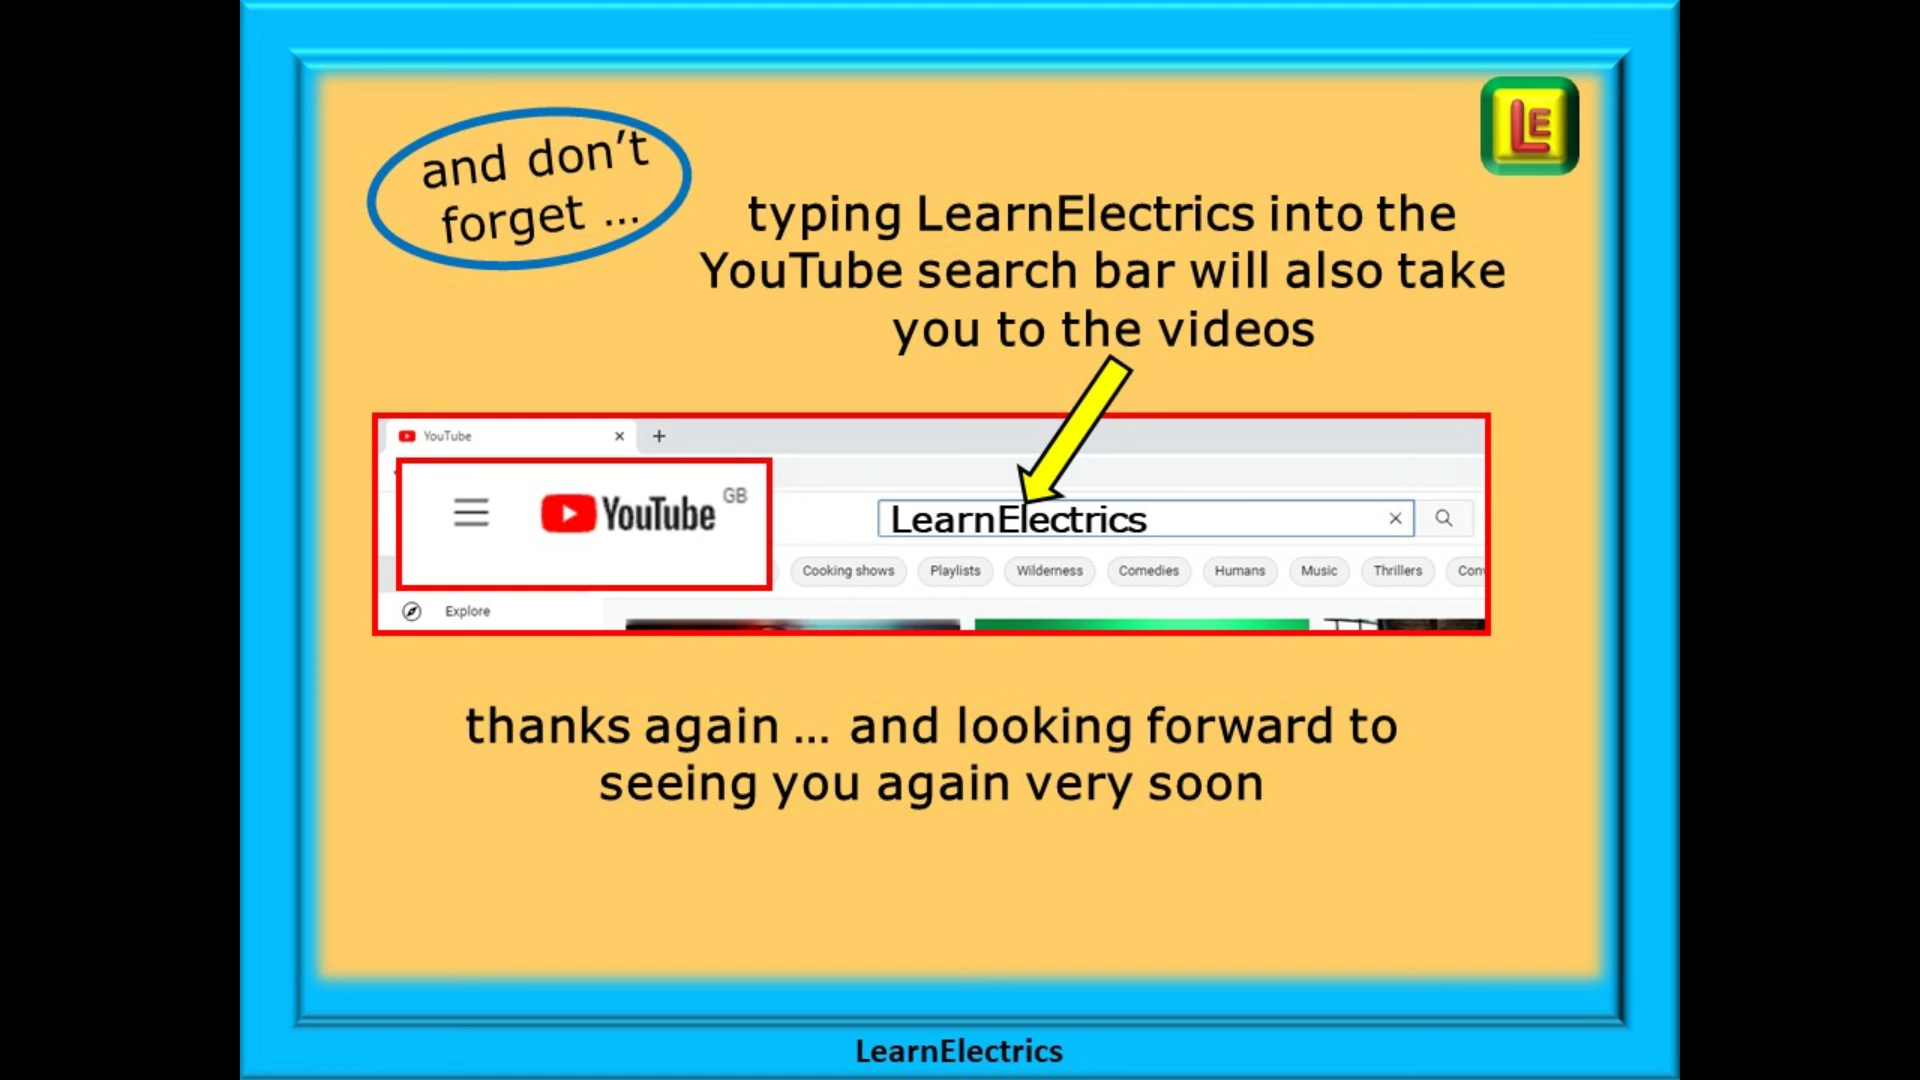 and don’t
forget ...
LE
typing LearnElectrics into the
YouTube search bar will also take
you to the videos
YouTube
YouTube GB
LearnElectrics
Cooking shows Playlists Wilderness Comedies Humans Music Thrillers
Explore
thanks again ... and looking forward to
seeing you again very soon
LearnElectrics